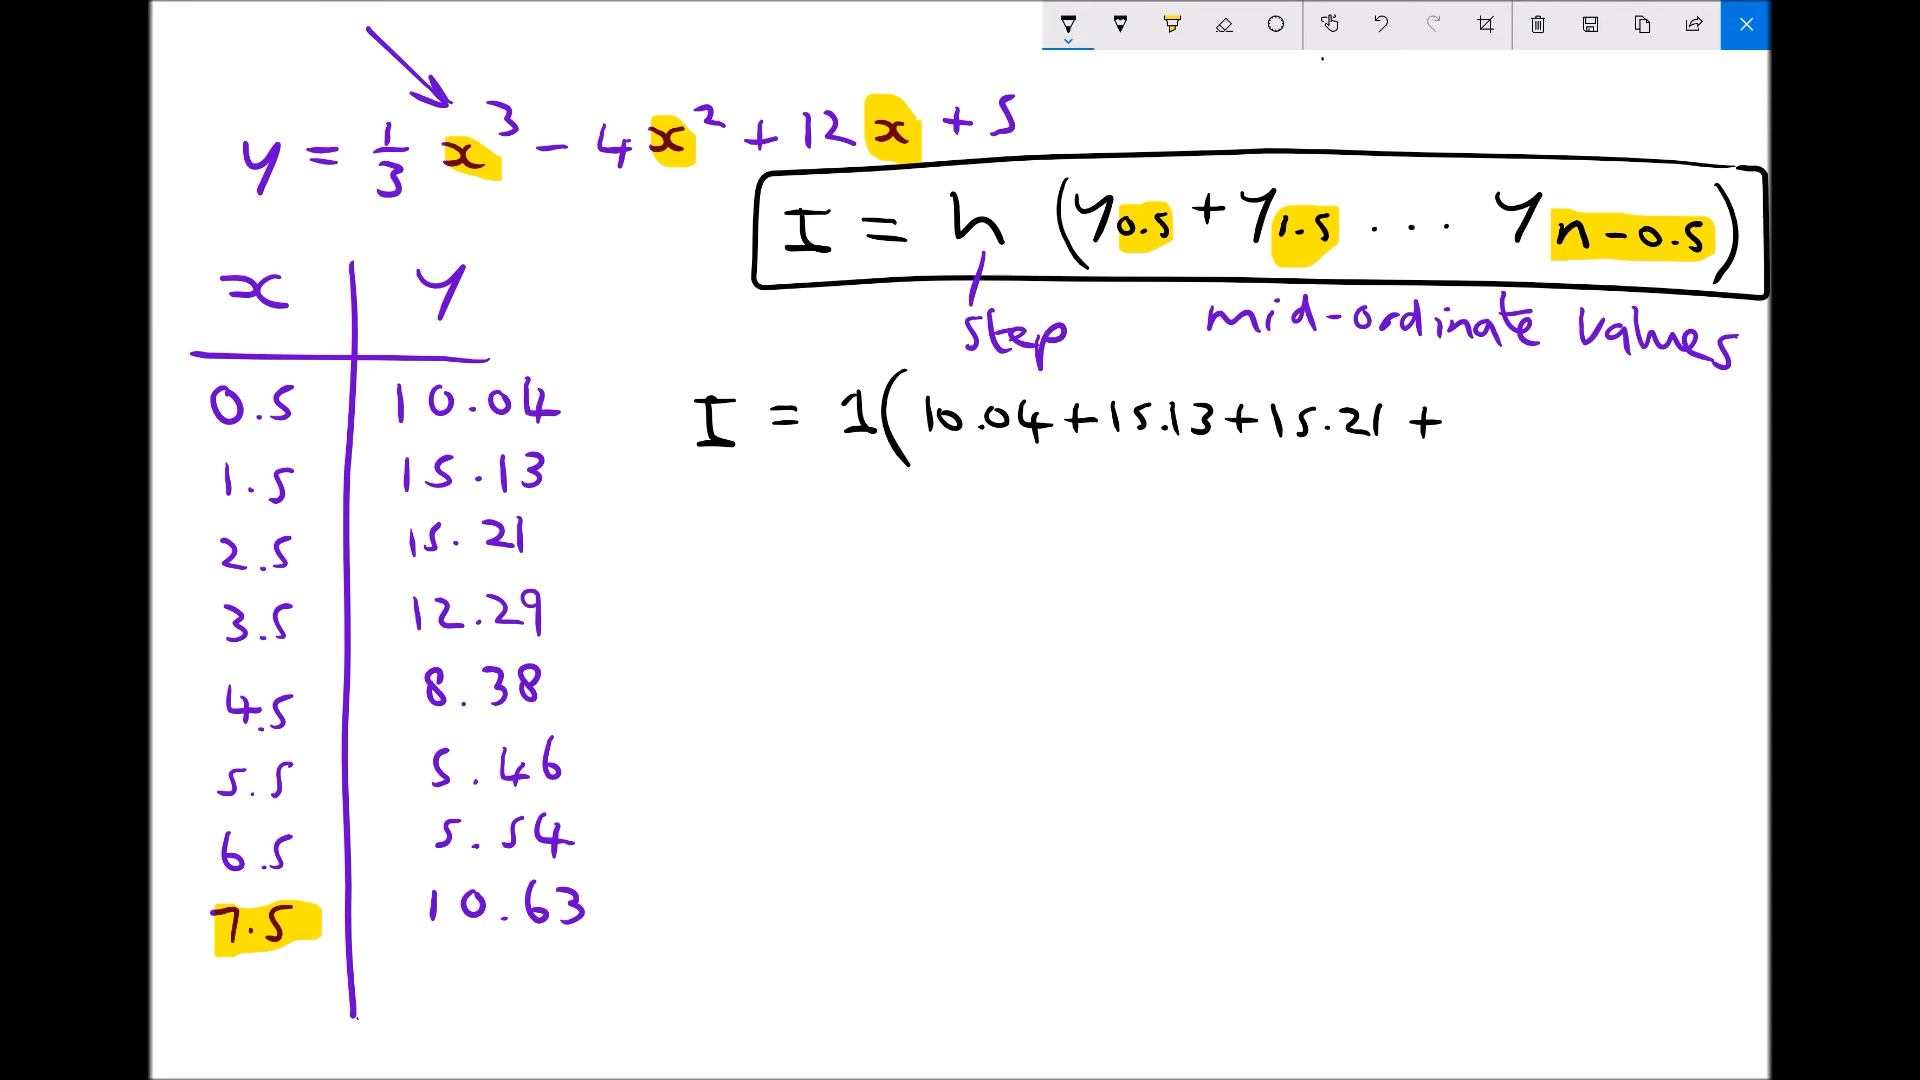 y = 1/3 x³ - 4x² + 12x + 5
I = h (y0.5 + y1.5 ... y n-0.5)
step
mid-ordinate values
x y
0.5 10.04
1.5 15.13
2.5 15.21
3.5 12.29
4.5 8.38
5.5 5.46
6.5 5.54
7.5 10.63
I = 1(10.04+15.13+15.21 +